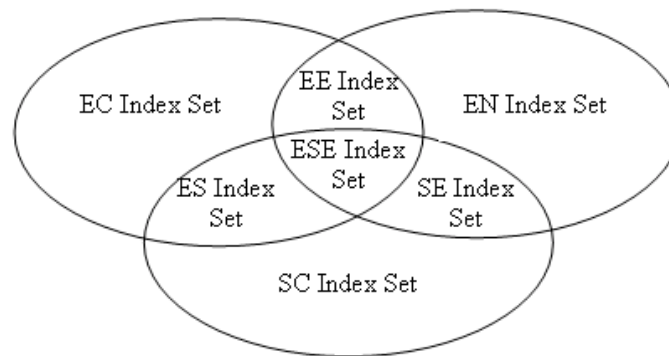 EE Index
Set
EC Index Set
EN Index Set
ESE Index
Set
ES Index
Set
SE Index
Set
SC Index Set